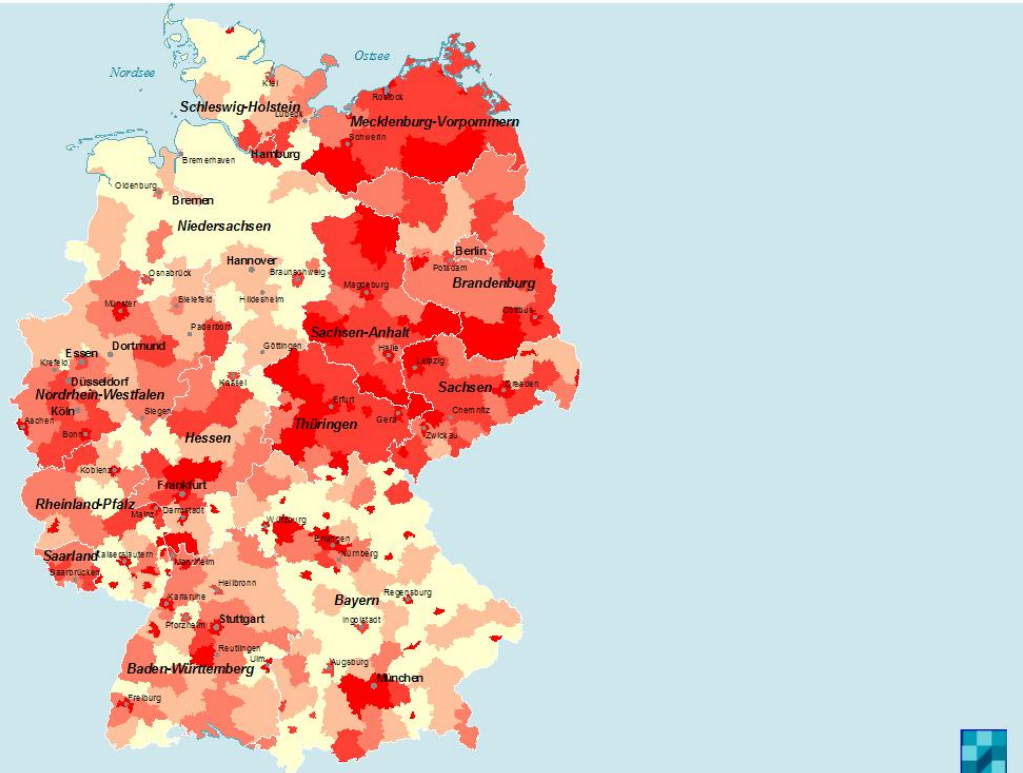 Ostsee
Nordsee
Kiel
Rostock
Schleswig-Holstein
Lübeck
Mecklenburg-Vorpommern
Schwerin
Hamburg
Bremerhaven
Oldenburg
Bremen
Niedersachsen
Berlin
Hannover
Potsdam
Osnabrück
Braunschweig
Brandenburg
Magdeburg
Münster
Bielefeld
Hildesheim
Cottbus
Paderborn
Sachsen-Anhalt
Dortmund
Göttingen
Halle
Essen
Krefeld
Leipzig
Düsseldorf
Kassel
Sachsen
Dresden
Nordrhein-Westfalen
Erfurt
Köln
Siegen
Gera
Chemnitz
Aachen
Thüringen
Bonn
Hessen
Zwickau
Koblenz
Frankfurt
Rheinland-Pfalz
Mainz
Darmstadt
Würzburg
Erlangen
Saarland
Kaiserslautern
Nürnberg
Mannheim
Saarbrücken
Heilbronn
Karlsruhe
Bayern
Regensburg
Pforzheim
Stuttgart
Ingolstadt
Reutlingen
Ulm
Augsburg
Baden-Württemberg
München
Freiburg